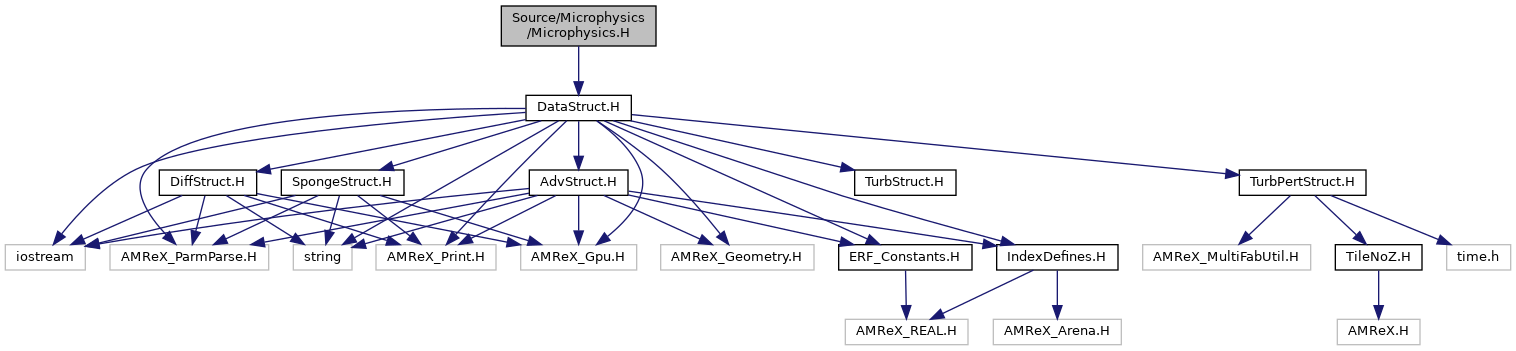 Source/Microphysics
/Microphysics.H
DataStruct.H
DiffStruct.H
SpongeStruct.H
AdvStruct.H
TurbStruct.H
TurbPertStruct.H
iostream
AMReX_ParmParse.H
string
AMReX_Print.H
AMReX_Gpu.H
AMReX_Geometry.H
ERF_Constants.H
IndexDefines.H
AMReX_MultiFabUtil.H
TileNoZ.H
time.h
AMReX_REAL.H
AMReX_Arena.H
AMReX.H